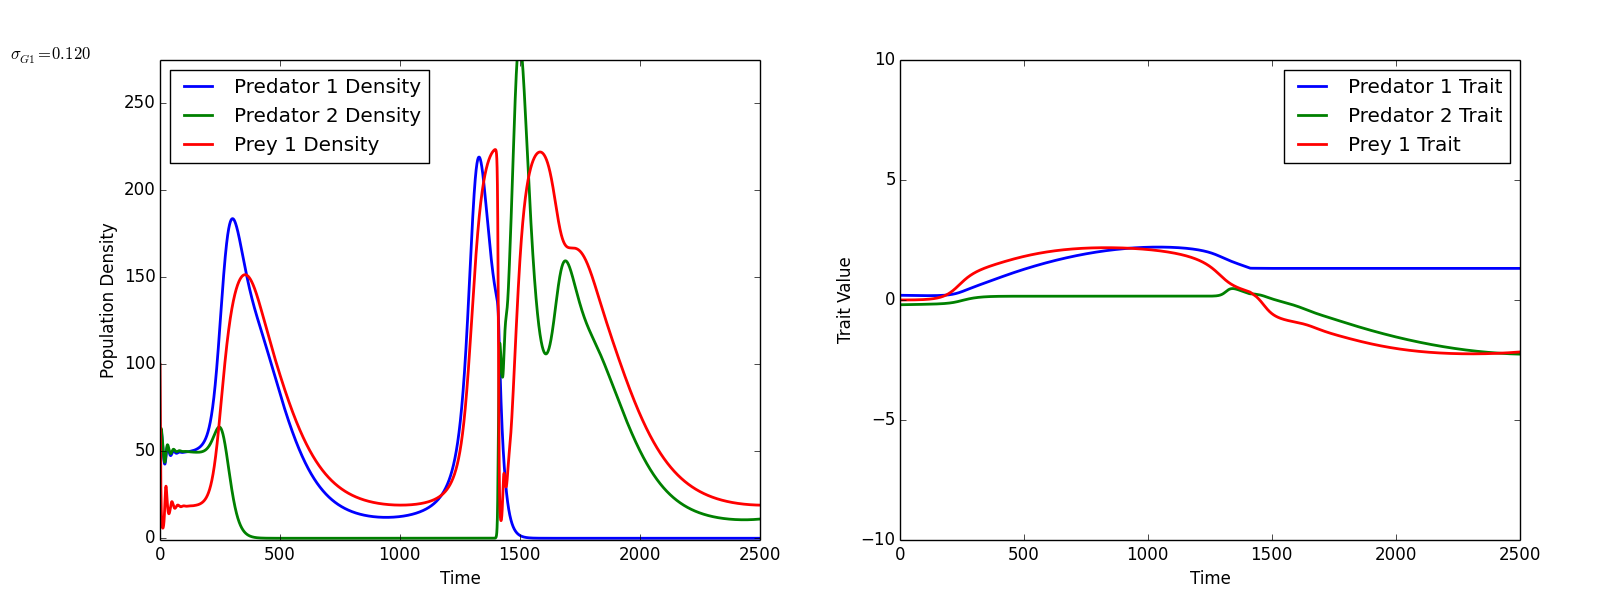 σG1=0.120
Predator 1 Density
Predator 2 Density
Prey 1 Density
Population Density
250
200
150
100
50
0
0 500 1000 1500 2000 2500
Time
Predator 1 Trait
Predator 2 Trait
Prey 1 Trait
Trait Value
10
5
0
−5
−10
0 500 1000 1500 2000 2500
Time